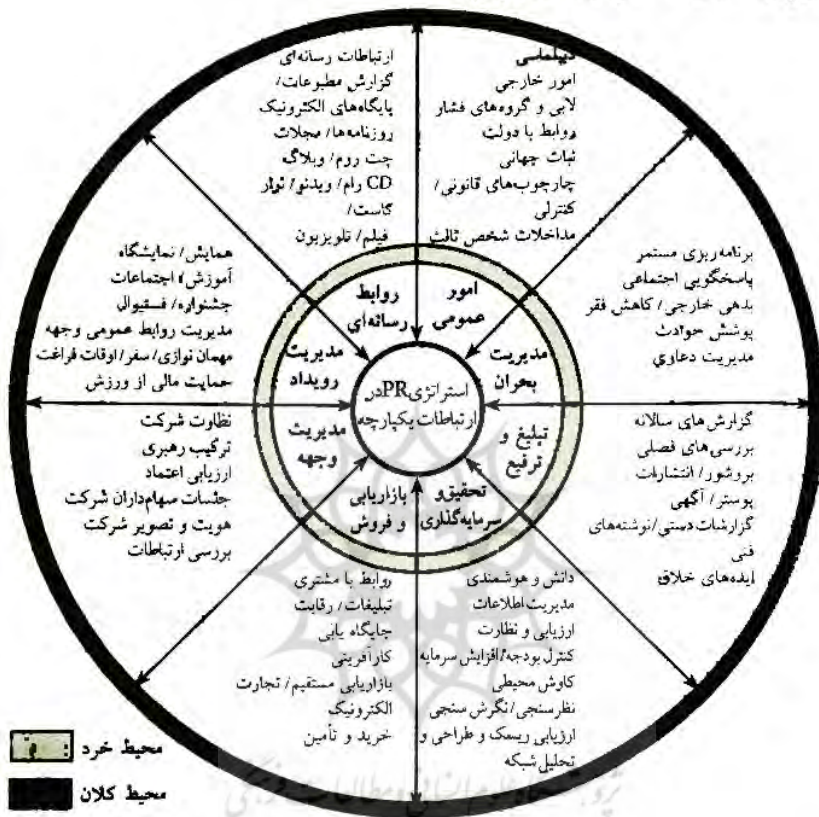 دیپلماسی
امور خارجی
لابی و گروه‌های فشار
روابط با دولت
ثبات جهانی
چارچوب‌های قانونی/
کنترلی
مداخلات شخص ثالث
ارتباطات رسانه‌ای
گزارش مطبوعات/
پایگاه‌های الکترونیک
روزنامه‌ها/ مجلات
چت روم/ وبلاگ
CD رام/ ویدئو/ نوار
کاست/
فیلم/ تلویزیون
برنامه‌ریزی مستمر
پاسخگویی اجتماعی
بدهی خارجی/ کاهش فقر
پوشش حوادث
مدیریت دعاوی
همایش/ نمایشگاه
آموزش/ اجتماعات
جشنواره/ فستیوال
مدیریت روابط عمومی وجهه
مهمان نوازی/ سفر/ اوقات فراغت
حمایت مالی از ورزش
امور
عمومی
روابط
رسانه‌ای
مدیریت
بحران
مدیریت
رویداد
استراتژی PR در
ارتباطات یکپارچه
تبلیغ و
ترفیع
مدیریت
وجهه
تحقیق و
سرمایه‌گذاری
بازاریابی
و فروش
گزارش‌های سالانه
بررسی‌های فصلی
بروشور/ انتشارات
پوستر/ آگهی
گزارشات دستی/ نوشته‌های
فنی
ایده‌های خلاق
نظاوت شرکت
ترکیب رهبری
ارزیابی اعتماد
جلسات سهام‌داران شرکت
هویت و تصویر شرکت
بررسی ارتباطات
دانش و هوشمندی
مدیریت اطلاعات
ارزیابی و نظارت
کنترل بودجه/ افزایش سرمایه
کاوش محیطی
نظرسنجی/ نگرش سنجی
ارزیابی ریسک و طراحی و
تحلیل شبکه
روابط با مشتری
تبلیغات/ رقابت
جایگاه یابی
کارآفرینی
بازاریابی مستقیم/ تجارت
الکترونیک
خرید و تأمین
محیط خرد
محیط کلان
پژوهشگاه علوم انسانی و مطالعات فرهنگی